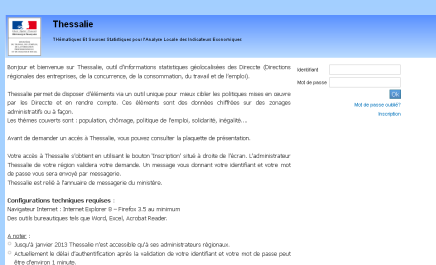 Thessalie
THématiques Et Sources Statistiques pour l'Analyse Locale des Indicateurs Economiques
Bonjour et bienvenue sur Thessalie, outil d'informations statistiques géolocalisées des Direccte (Directions
régionales des entreprises, de la concurrence, de la consommation, du travail et de l'emploi).
Thessalie permet de disposer d'éléments via un outil unique pour mieux cibler les politiques mises en œuvre
par les Direccte et en rendre compte. Ces éléments sont des données chiffrées sur des zonages
administratifs ou à façon.
Les thèmes couverts sont : population, chômage, politique de l'emploi, solidarité, inégalité...
Avant de demander un accès à Thessalie, vous pouvez consulter la plaquette de présentation.
Votre accès à Thessalie s'obtient en utilisant le bouton 'Inscription' situé à droite de l'écran. L'administrateur
Thessalie de votre région validera votre demande. Un message vous donnant votre identifiant et votre mot
de passe vous sera envoyé par messagerie.
Thessalie est relié à l'annuaire de messagerie du ministère.
Configurations techniques requises :
Navigateur Internet : Internet Explorer 8 – Firefox 3.5 au minimum
Des outils bureautiques tels que Word, Excel, Acrobat Reader.
A noter :
Jusqu'à janvier 2013 Thessalie n'est accessible qu'à ses administrateurs régionaux.
Actuellement le délai d'authentification après la validation de votre identifiant et votre mot de passe peut
être d'environ 1 minute.
Identifiant
Mot de passe
Ok
Mot de passe oublié?
Inscription